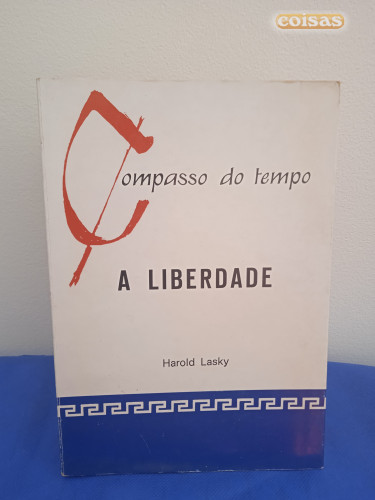 coisas
Compasso do tempo
A LIBERDADE
Harold Lasky